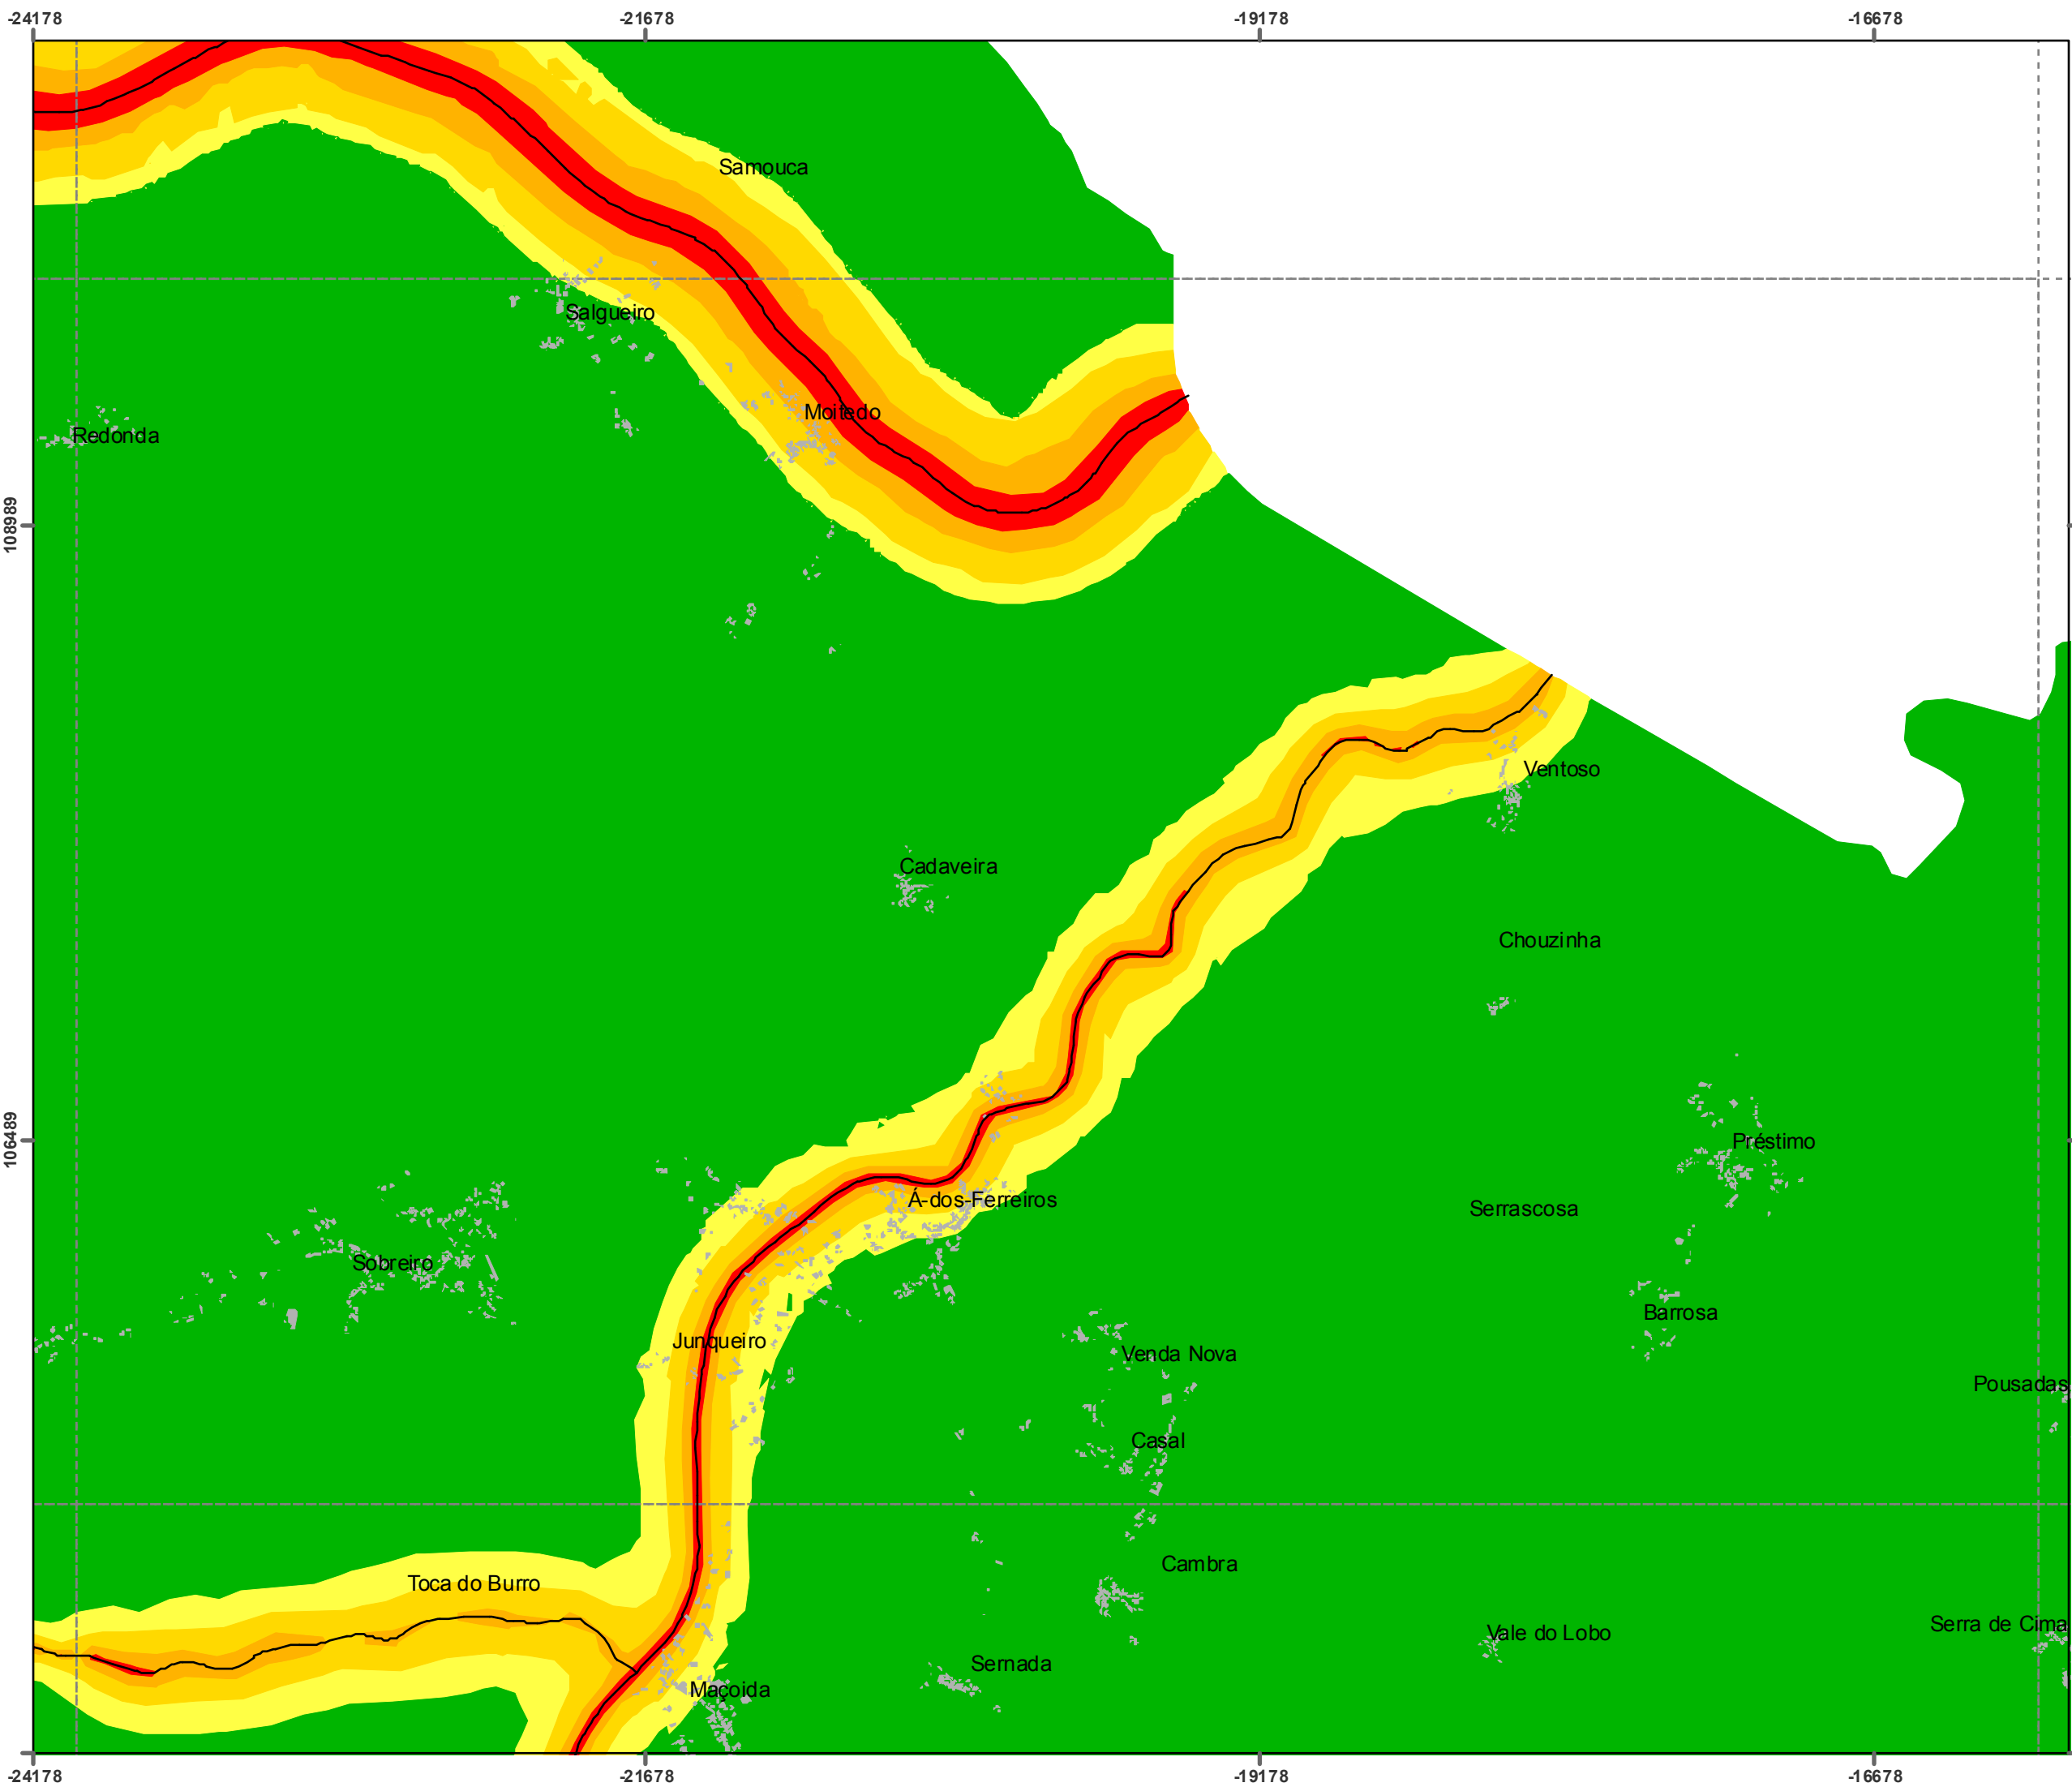 -24178 -21678 -19178 -16678
Samouca
Salgueiro
Moitedo
Redonda
108989
Ventoso
Cadaveira
Chouzinha
106489
Préstimo
Á-dos-Ferreiros
Serrascosa
Sobreiro
Barrosa
Junqueiro
Venda Nova
Pousadas
Casal
Cambra
Toca do Burro
Serra de Cima
Vale do Lobo
Sernada
Maçoida
-24178 -21678 -19178 -16678